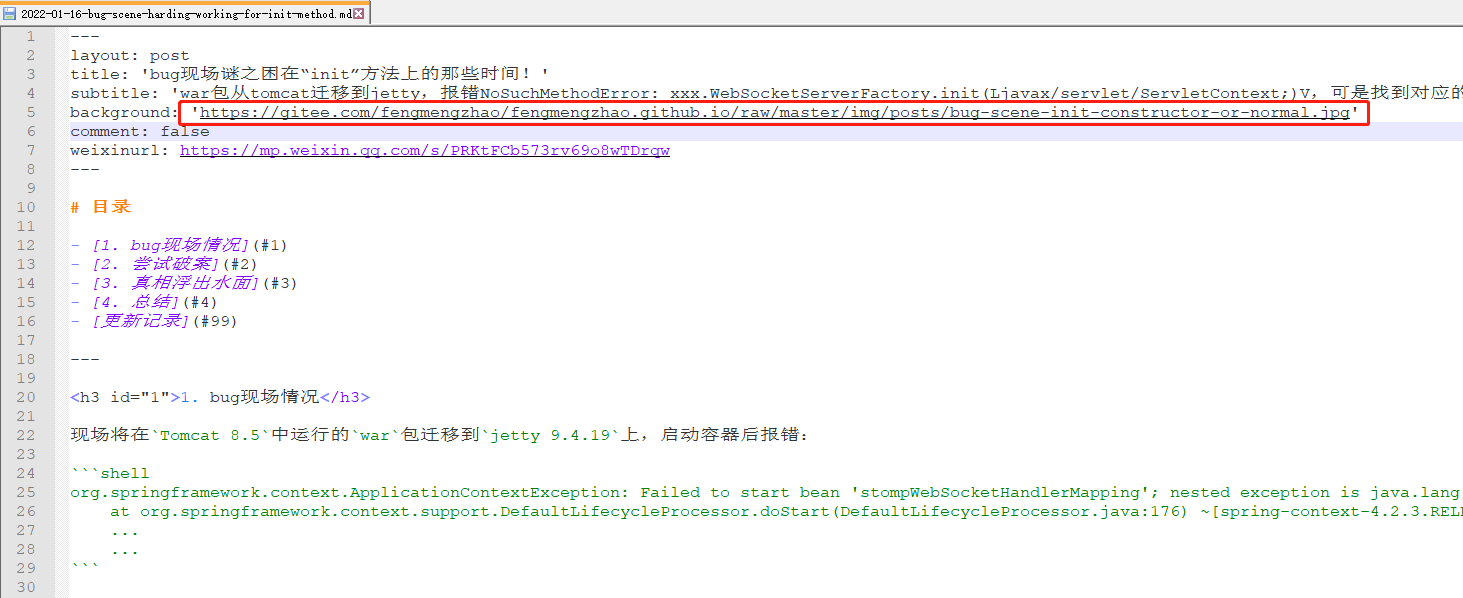 2022-01-16-bug-scene-harding-working-for-init-method.md
1 ---
2 layout: post
3 title: 'bug现场谜之困在“init”方法上的那些时间！'
4 subtitle: 'war包从tomcat迁移到jetty，报错NoSuchMethodError: xxx.WebSocketServerFactory.init(Ljavax/servlet/ServletContext;)V，可是找到对应的
5 background: 'https://gitee.com/fengmengzhao/fengmengzhao.github.io/raw/master/img/posts/bug-scene-init-constructor-or-normal.jpg'
6 comment: false
7 weixinurl: https://mp.weixin.qq.com/s/PRKtFCb573rv69o8wTDrqw
8 ---
9
10 # 目录
11
12 - [1. bug现场情况](#1)
13 - [2. 尝试破案](#2)
14 - [3. 真相浮出水面](#3)
15 - [4. 总结](#4)
16 - [更新记录](#99)
17
18 ---
19
20 <h3 id="1">1. bug现场情况</h3>
21
22 现场将在`Tomcat 8.5`中运行的`war`包迁移到`jetty 9.4.19`上，启动容器后报错：
23
24 ```shell
25 org.springframework.context.ApplicationContextException: Failed to start bean 'stompWebSocketHandlerMapping'; nested exception is java.lang
26 at org.springframework.context.support.DefaultLifecycleProcessor.doStart(DefaultLifecycleProcessor.java:176) ~[spring-context-4.2.3.RELE
27 ...
28 ...
29 ```
30